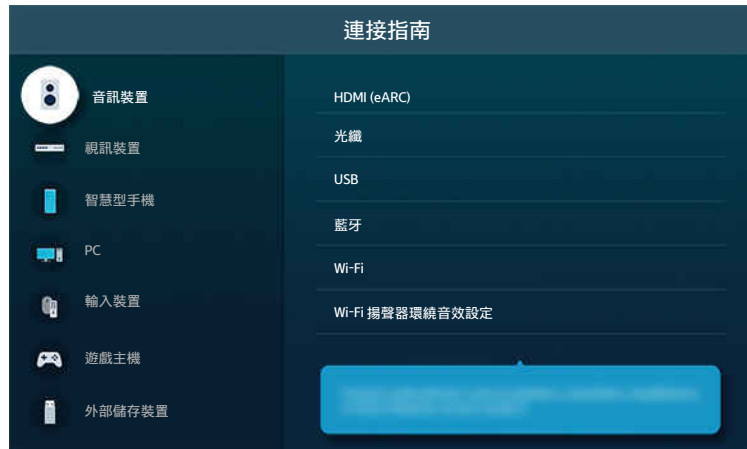 連接指南
音訊裝置
視訊裝置
智慧型手機
PC
輸入裝置
遊戲主機
外部儲存裝置
HDMI (eARC)
光纖
USB
藍牙
Wi-Fi
Wi-Fi 揚聲器環繞音效設定